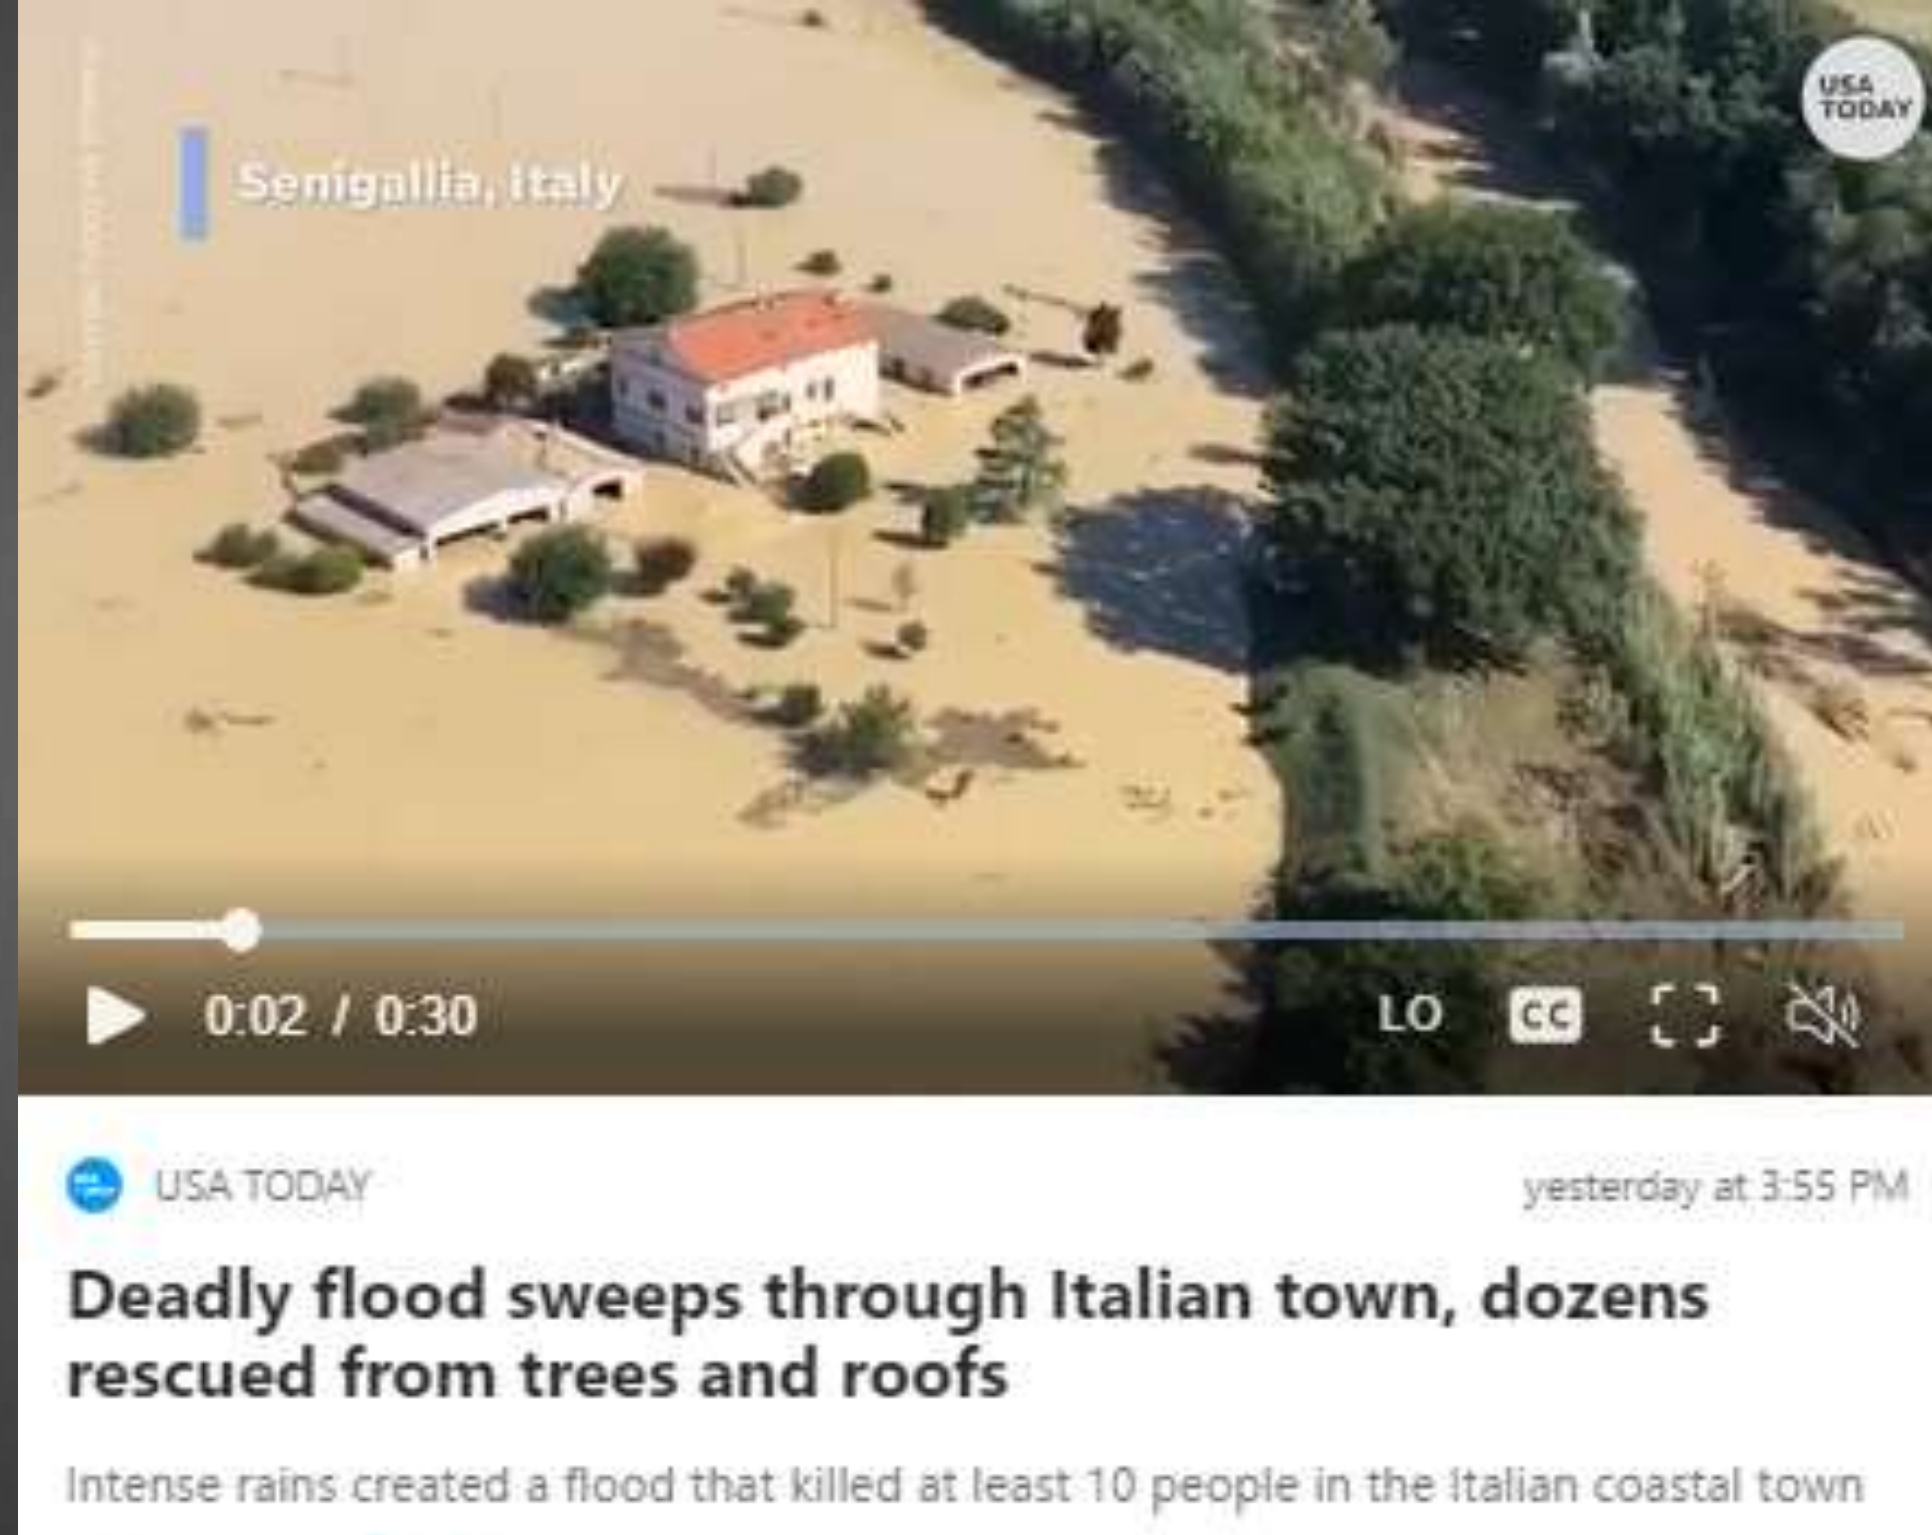 USA
TODAY
Senigallia, Italy
0:02 / 0:30
LO
CC
USA TODAY
yesterday at 3:55 PM
Deadly flood sweeps through Italian town, dozens
rescued from trees and roofs
Intense rains created a flood that killed at least 10 people in the Italian coastal town